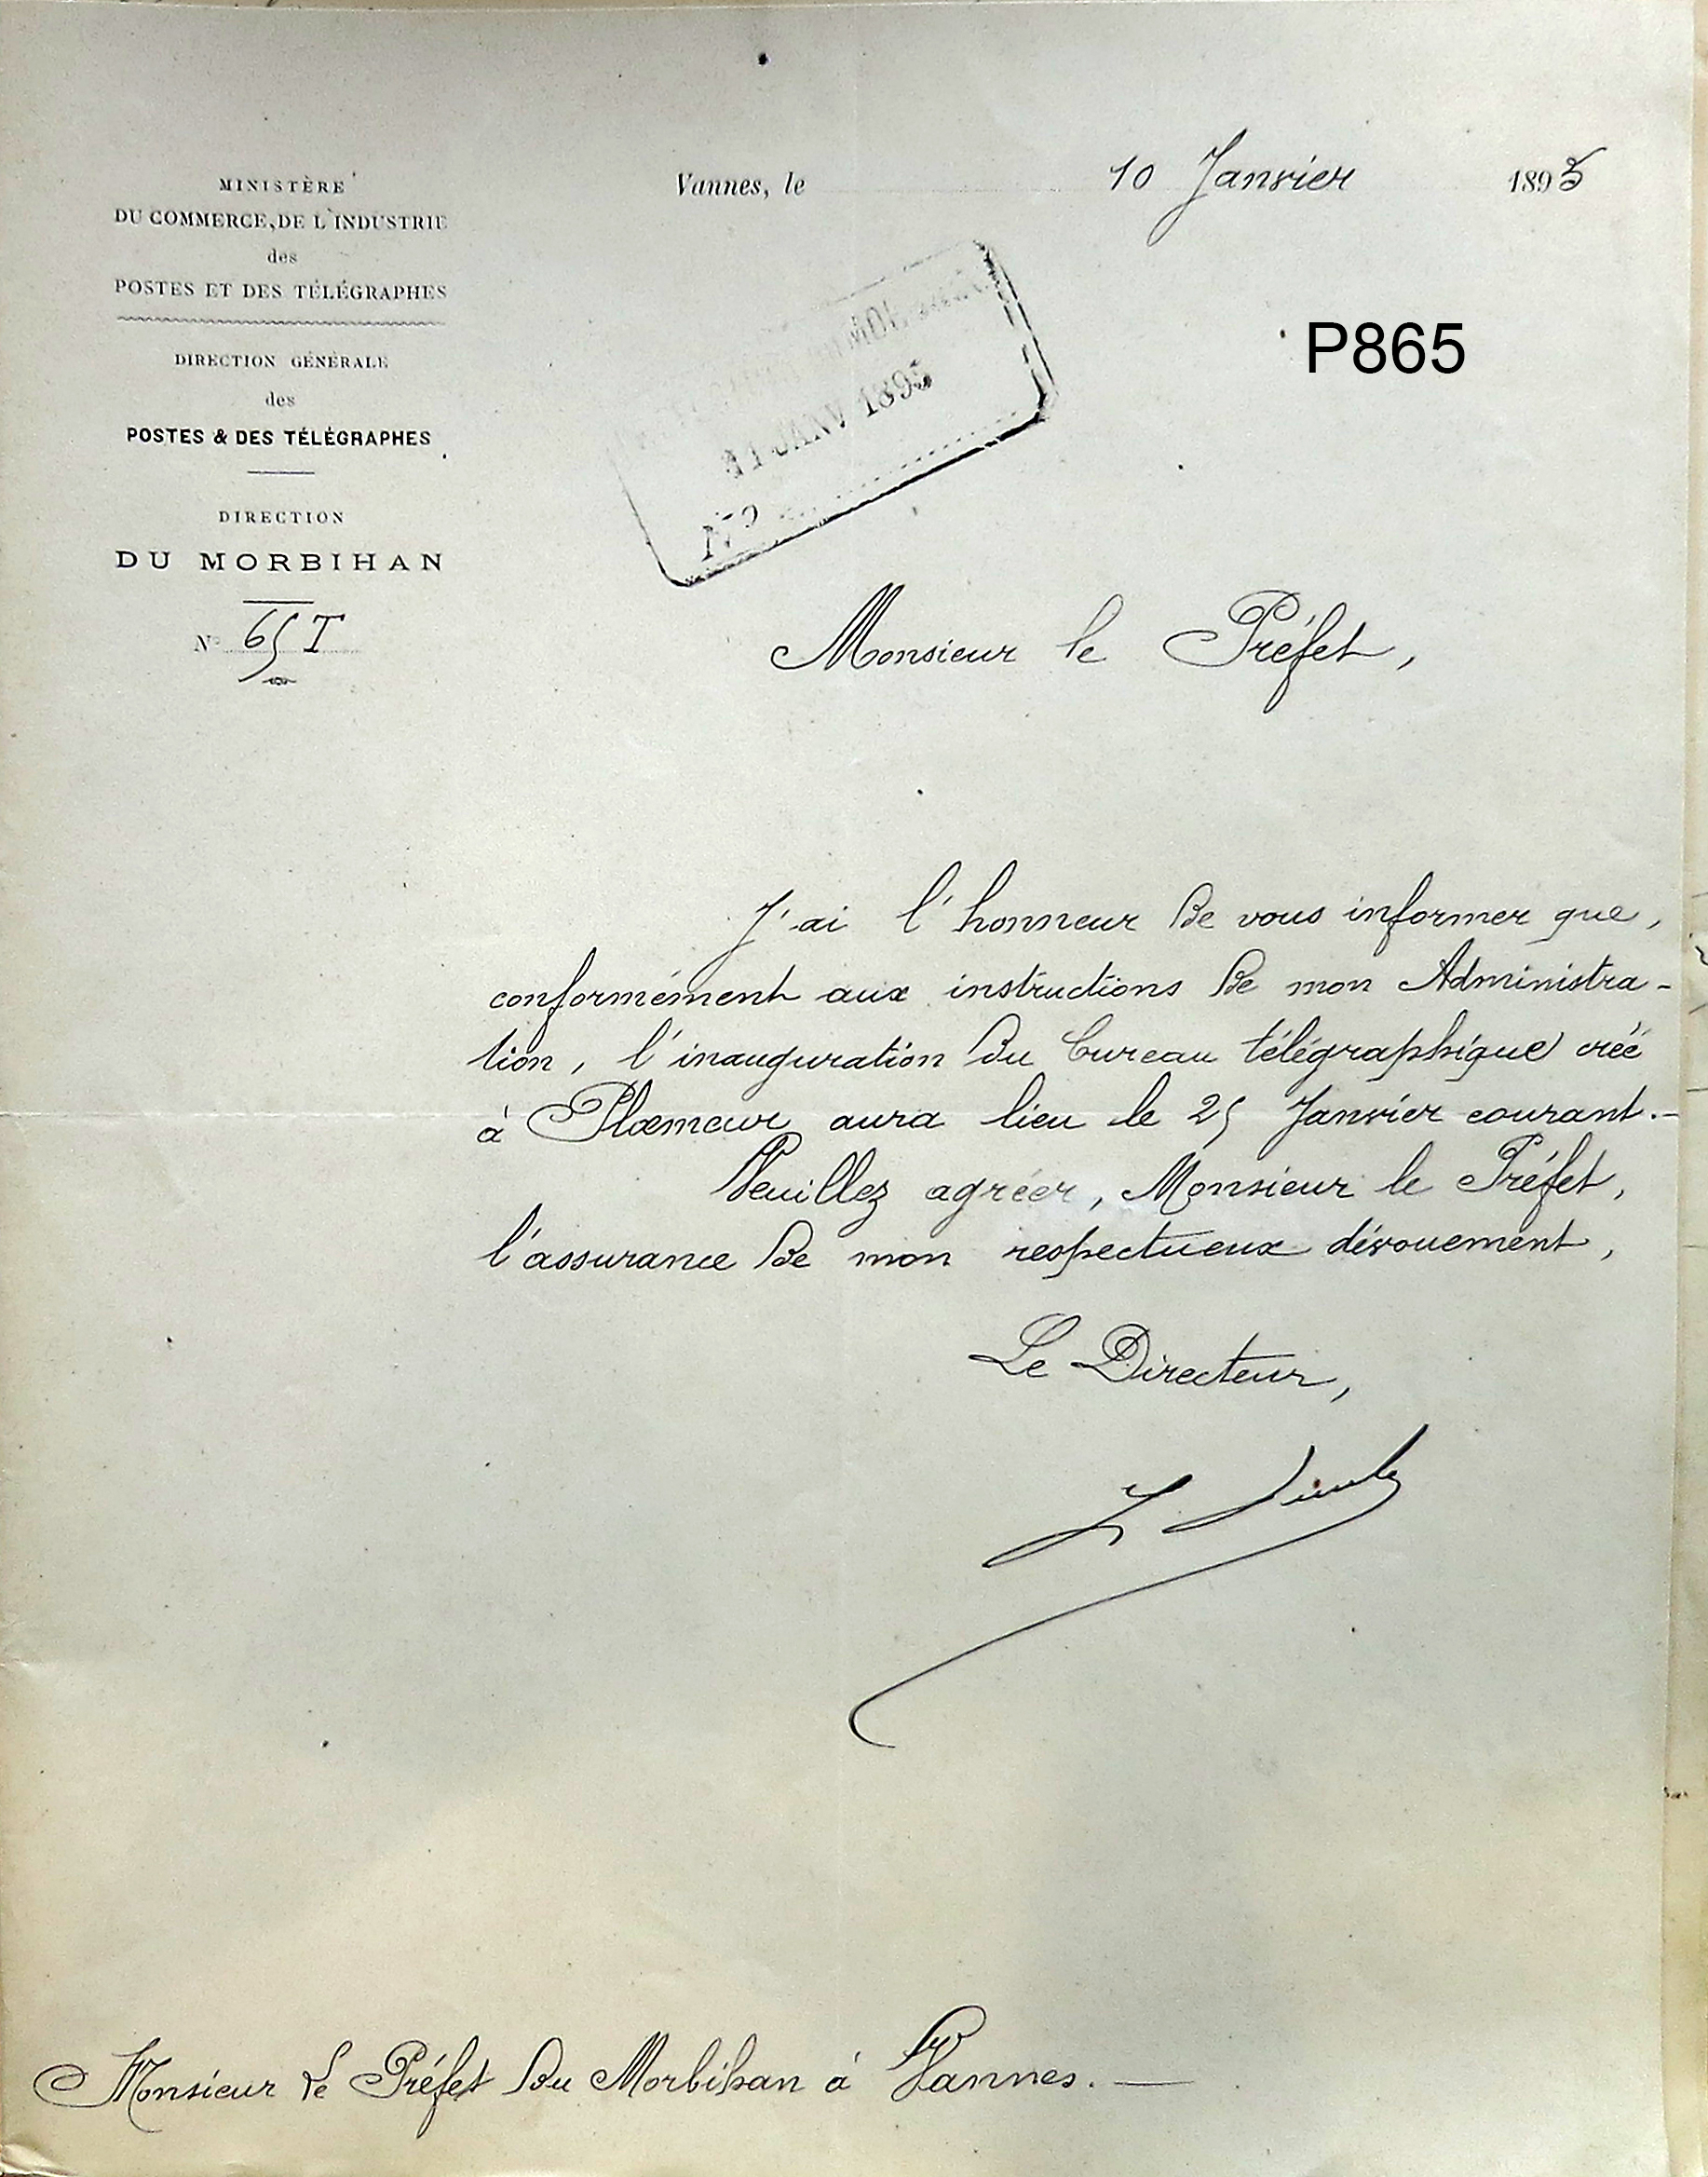 MINISTÈRE
DU COMMERCE, DE L'INDUSTRIE
des
POSTES ET DES TÉLÉGRAPHES
DIRECTION GÉNÉRALE
des
POSTES & DES TÉLÉGRAPHES
DIRECTION
DU MORBIHAN
N° 65 T
Vannes, le 10 Janvier 1895
P865
11 JANV 1895
N°
Monsieur le Préfet,
J'ai l'honneur de vous informer que,
conformément aux instructions de mon Administra-
tion, l'inauguration du bureau télégraphique créé
à Ploemeur aura lieu le 25 Janvier courant.-
Veuillez agréer, Monsieur le Préfet,
l'assurance de mon respectueux dévouement,
Le Directeur,
Monsieur Le Préfet du Morbihan à Vannes.—